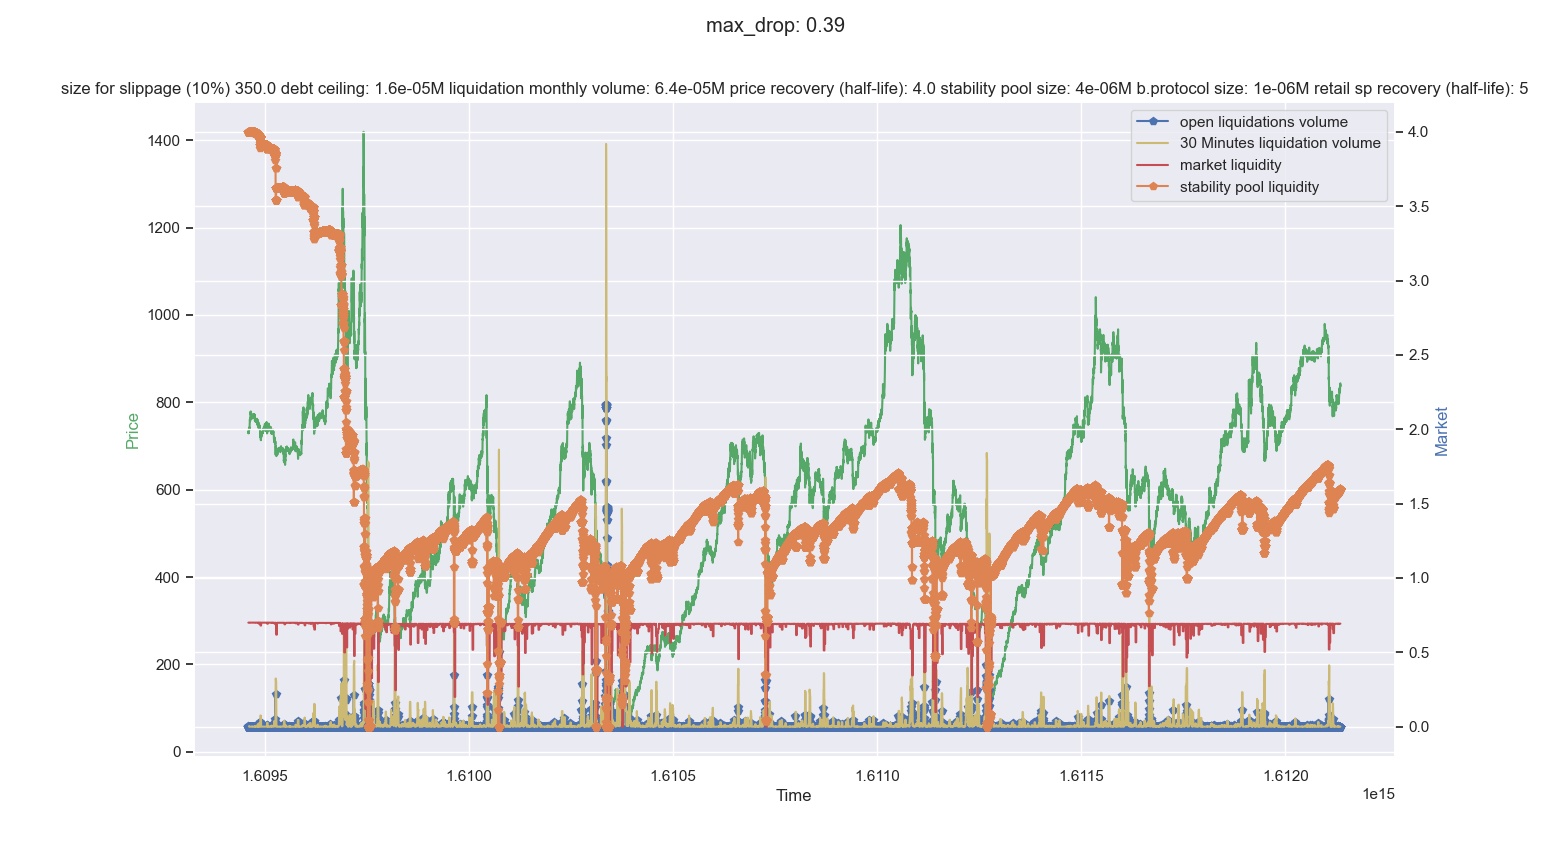 max_drop: 0.39
size for slippage (10%) 350.0 debt ceiling: 1.6e-05M liquidation monthly volume: 6.4e-05M price recovery (half-life): 4.0 stability pool size: 4e-06M b.protocol size: 1e-06M retail sp recovery (half-life): 5
open liquidations volume
30 Minutes liquidation volume
market liquidity
stability pool liquidity
1400
1200
1000
800
600
400
200
0
Price
4.0
3.5
3.0
2.5
2.0
1.5
1.0
0.5
0.0
Market
1.6095 1.6100 1.6105 1.6110 1.6115 1.6120
1e15
Time